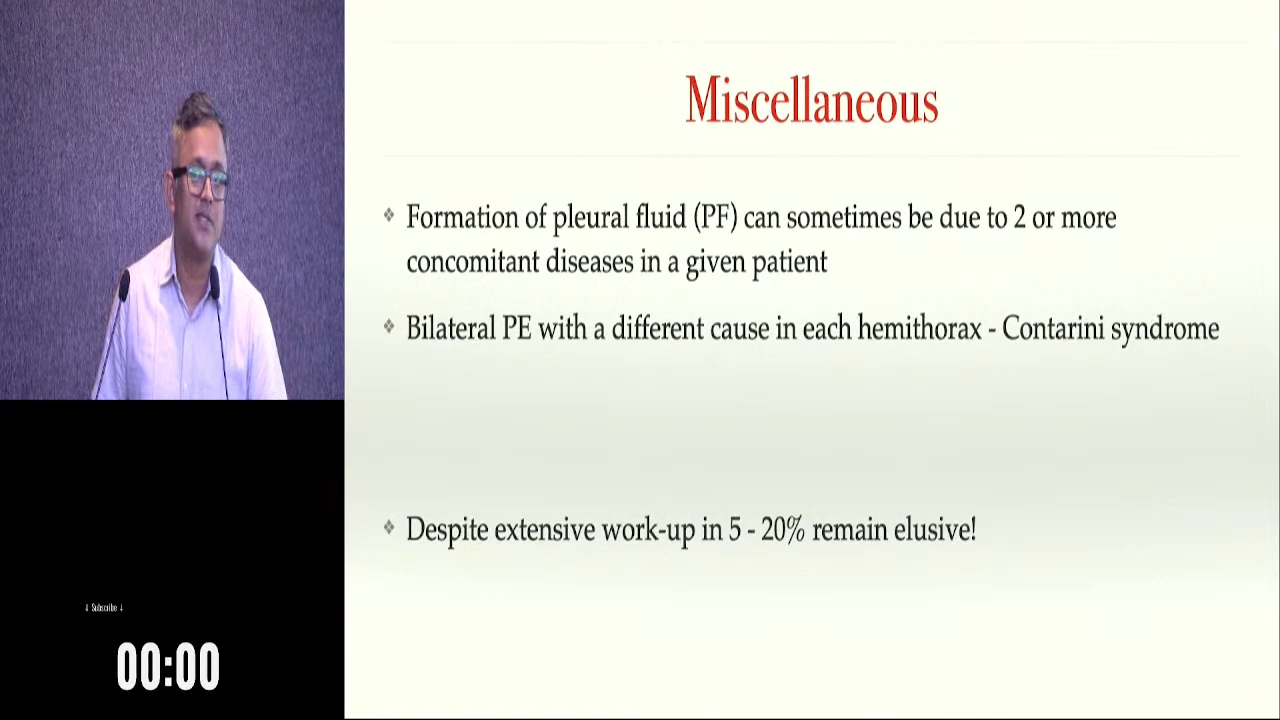 Miscellaneous
❖ Formation of pleural fluid (PF) can sometimes be due to 2 or more
concomitant diseases in a given patient
❖ Bilateral PE with a different cause in each hemithorax - Contarini syndrome
❖ Despite extensive work-up in 5 - 20% remain elusive!
↓ Subscribe ↓
00:00